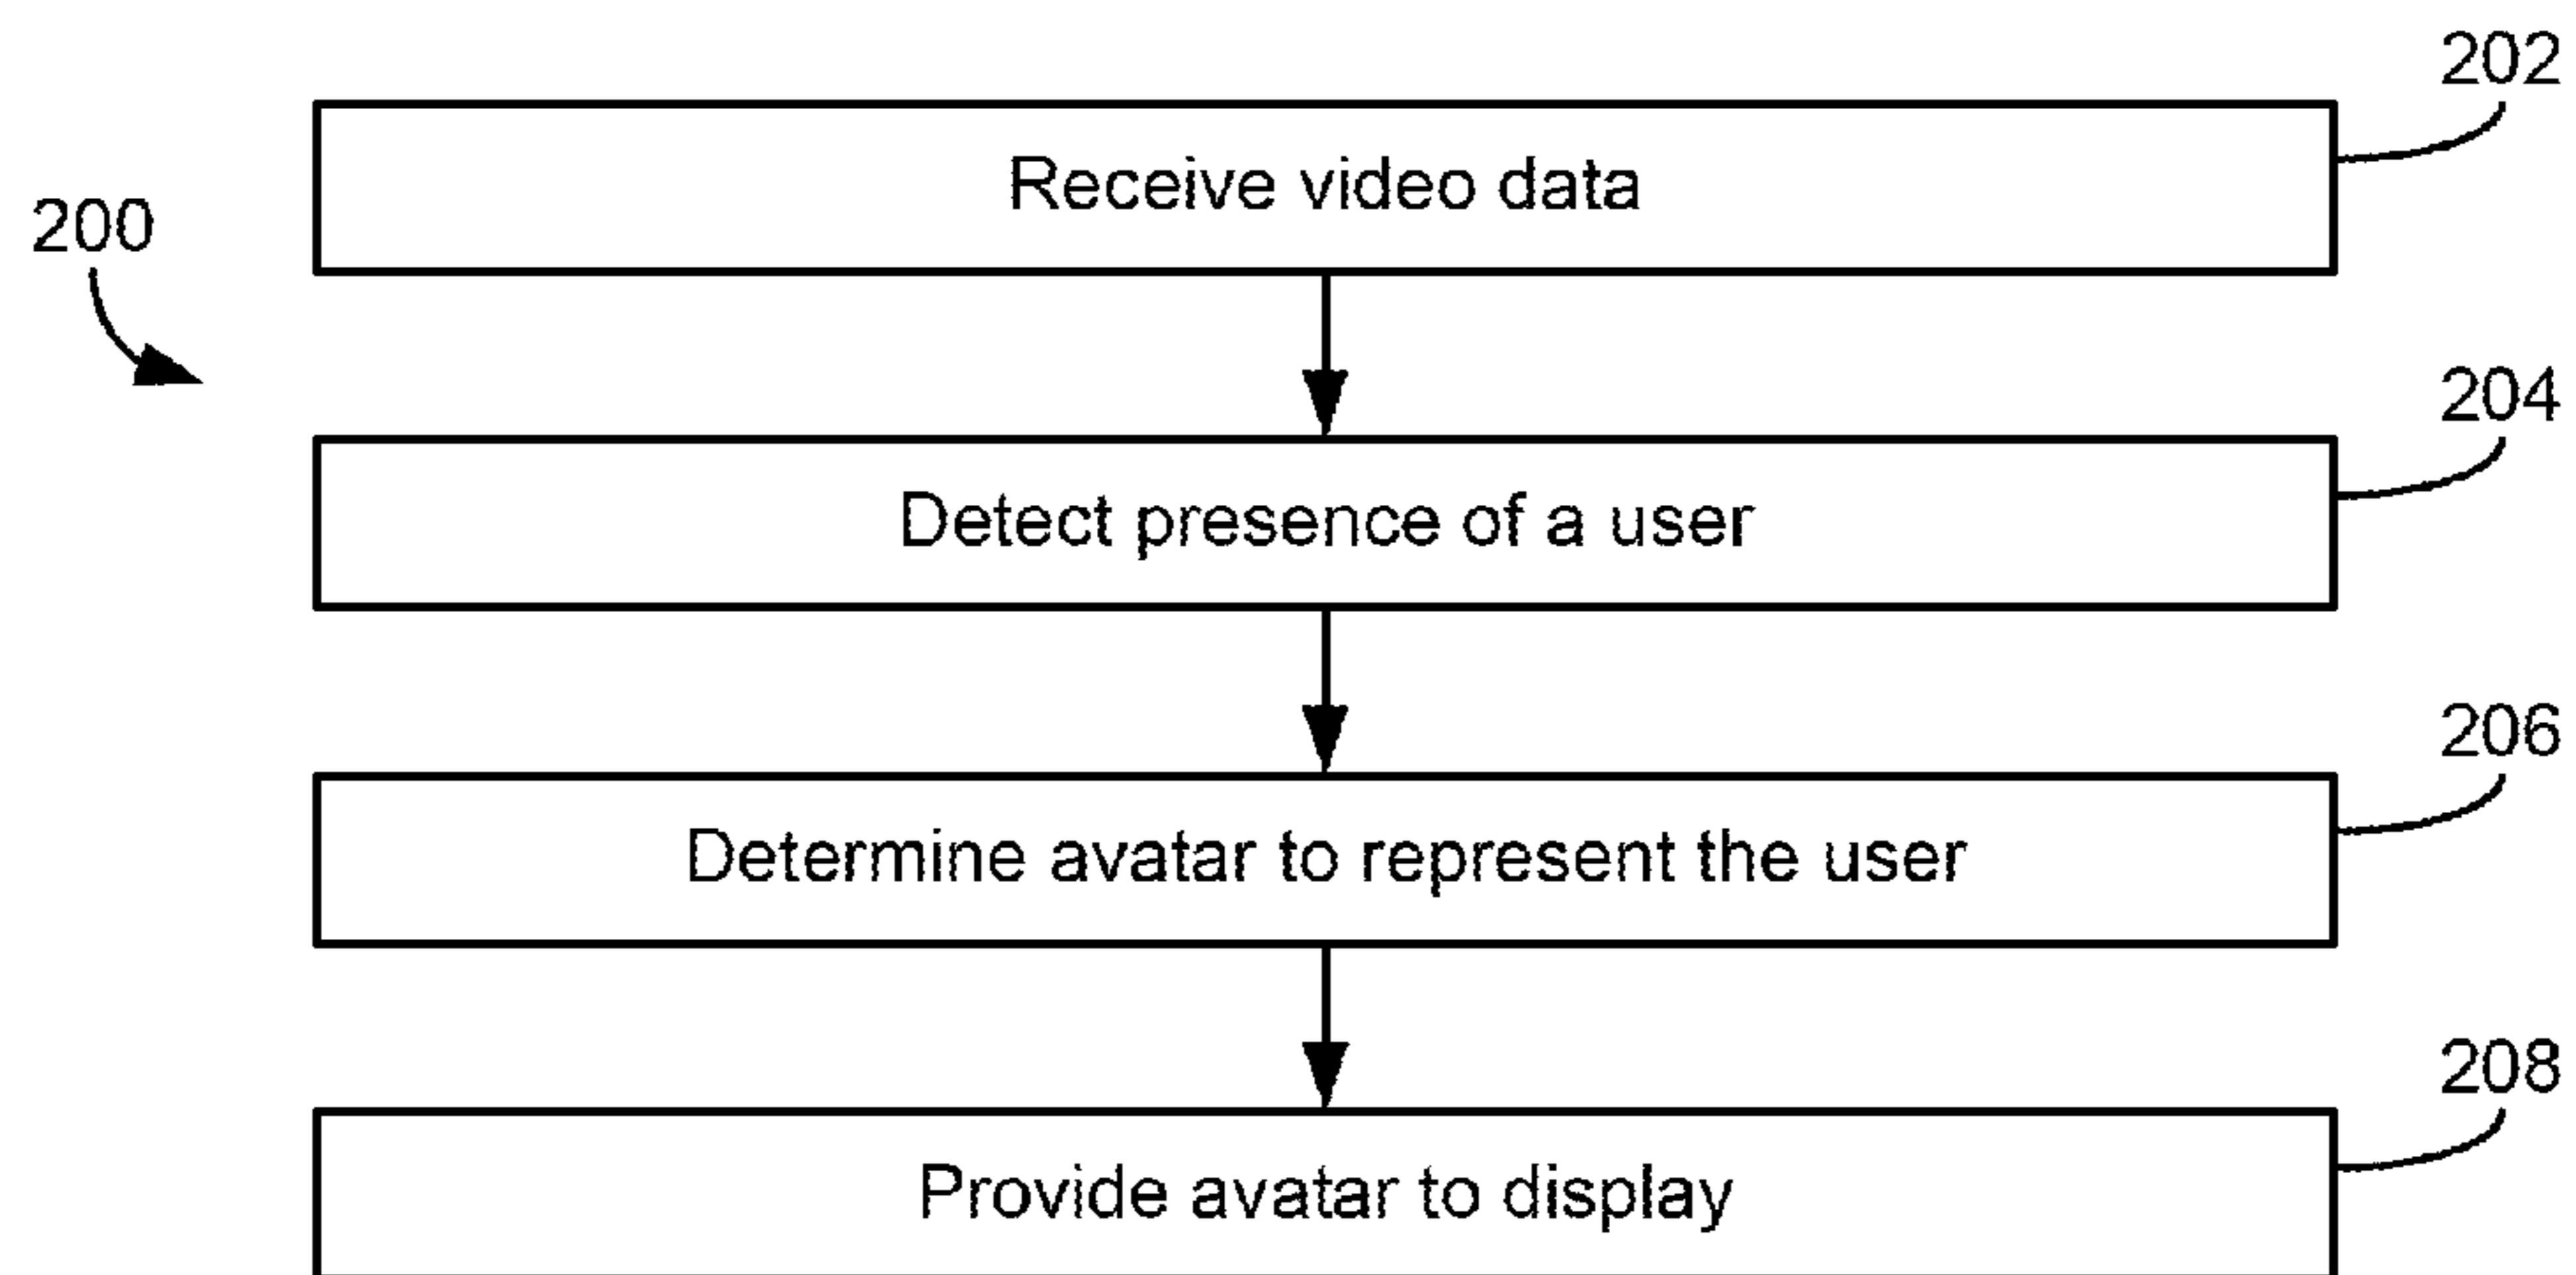 202
Receive video data
200
204
Detect presence of a user
206
Determine avatar to represent the user
208
Provide avatar to display